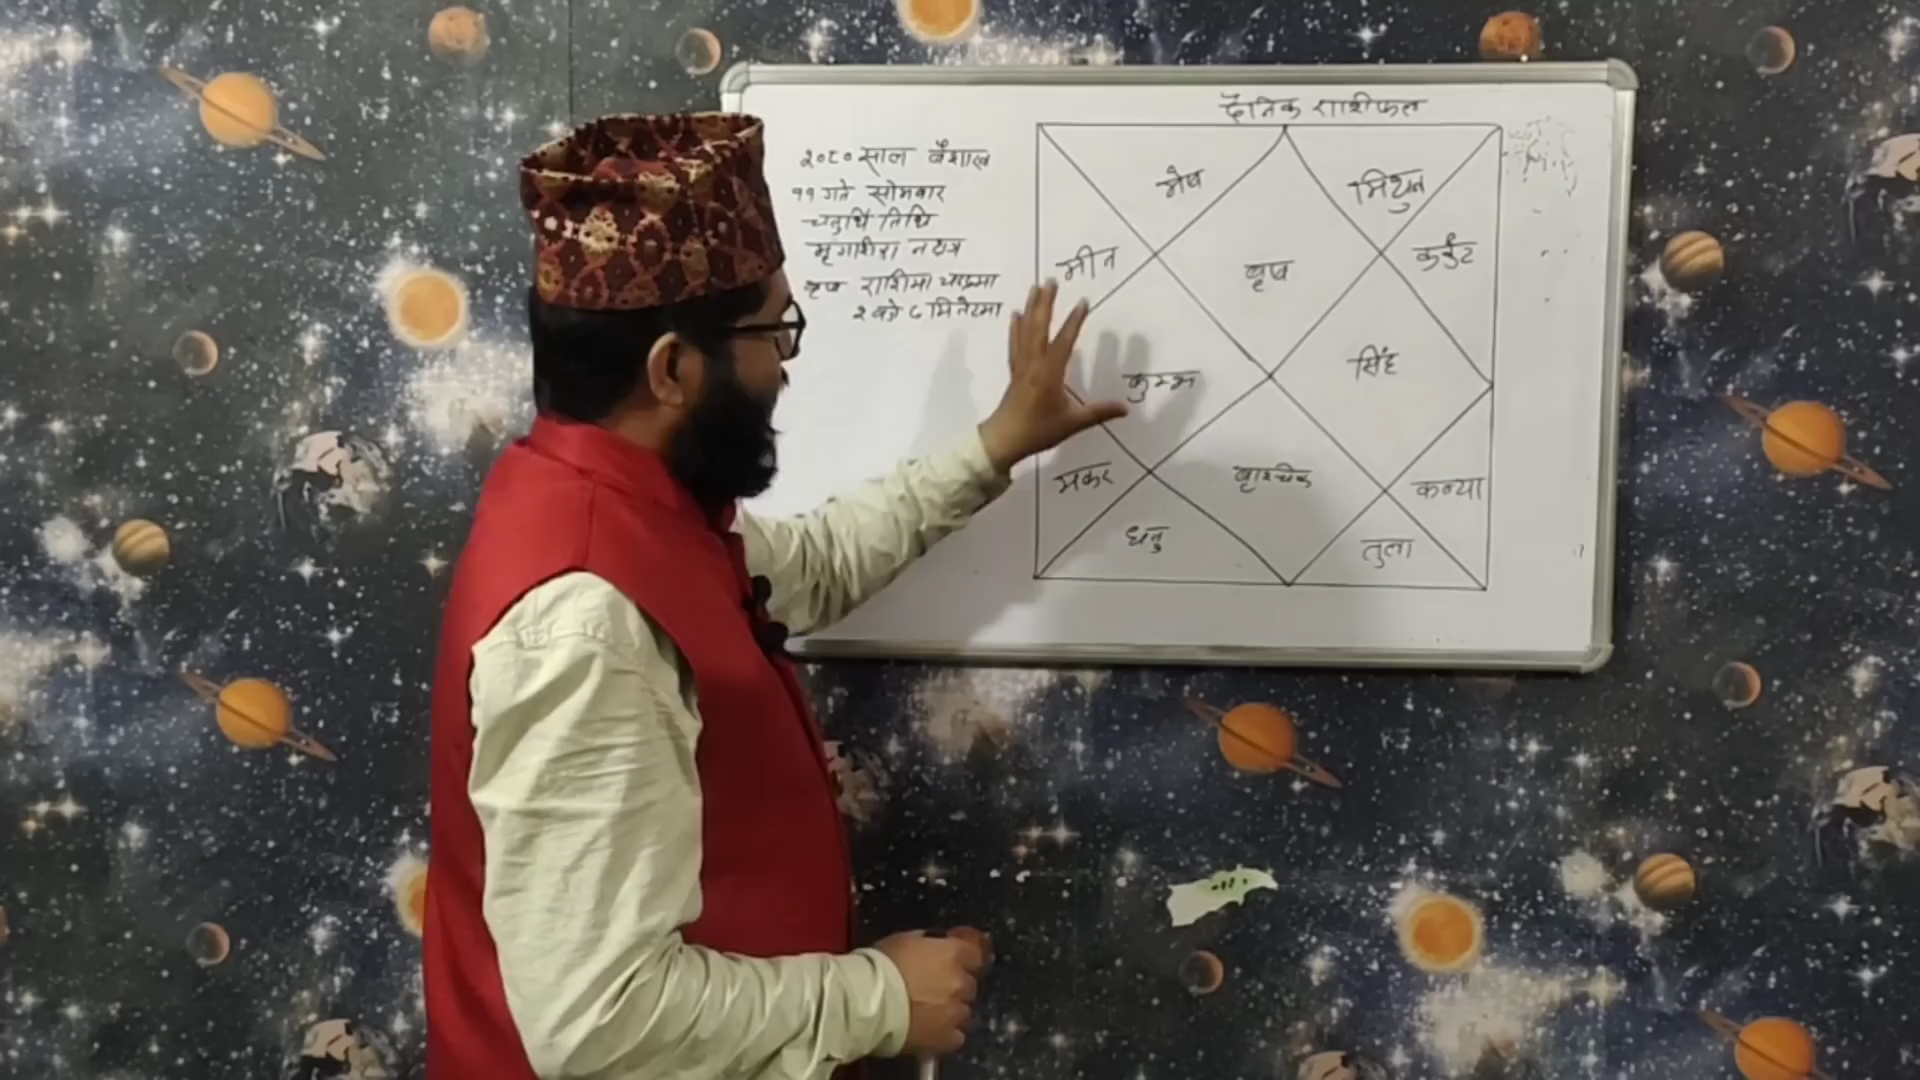 दैनिक राशीफल
२०८० साल बैशाख
११ गते सोमबार
चतुर्थि तिथि
मृगाशिरा नक्षत्र
बृष राशिमा चन्द्रमा
२ बजे ८ मिनेटमा
मेष
मिथुन
मीन
बृष
कर्कट
कुम्भ
सिंह
मकर
बृश्चिक
कन्या
धनु
तुला